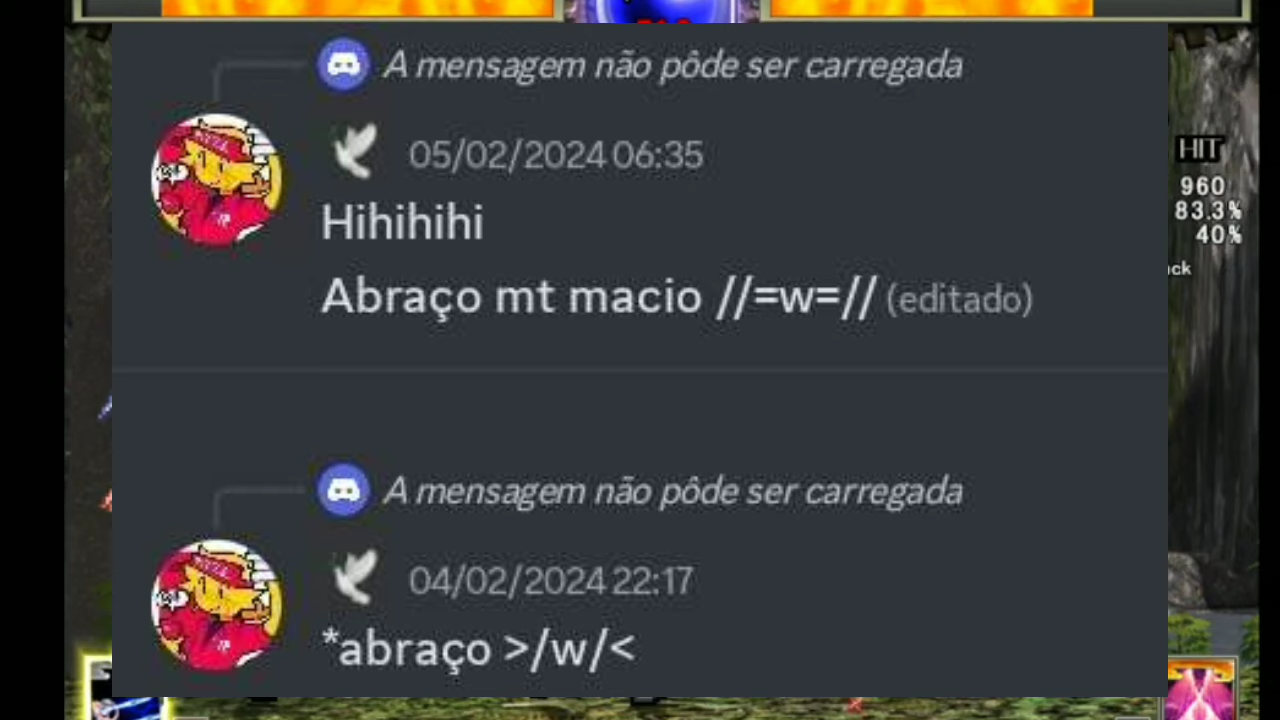 A mensagem não pôde ser carregada
05/02/2024 06:35
Hihihihi
Abraço mt macio //=w=// (editado)
A mensagem não pôde ser carregada
04/02/2024 22:17
*abraço >/w/<
HIT
960
83.3%
40%